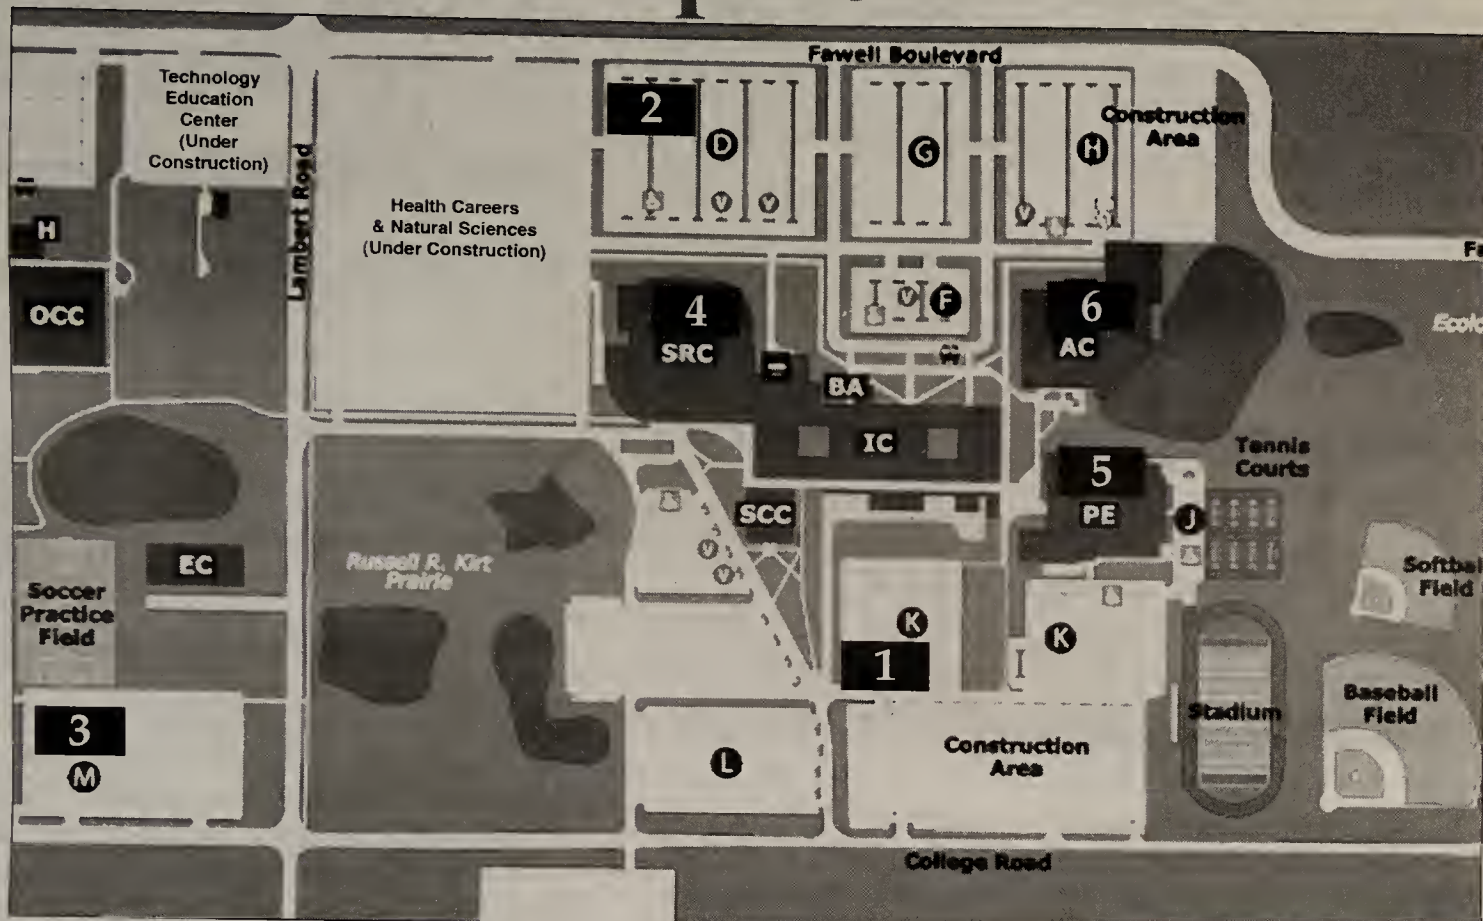 Fawell Boulevard
Technology
Education
Center
(Under
Construction)
Lambert Road
Health Careers
& Natural Sciences
(Under Construction)
2
D
G
H
Construction
Area
V
V
V
H
OCC
4
SRC
V
F
6
AC
BA
IC
Tennis
Courts
5
PE
J
SCC
V
V
EC
Russell R. Kirt
Prairie
Soccer
Practice
Field
K
K
1
Field
Stadium
Baseball
Field
3
M
L
Construction
Area
College Road